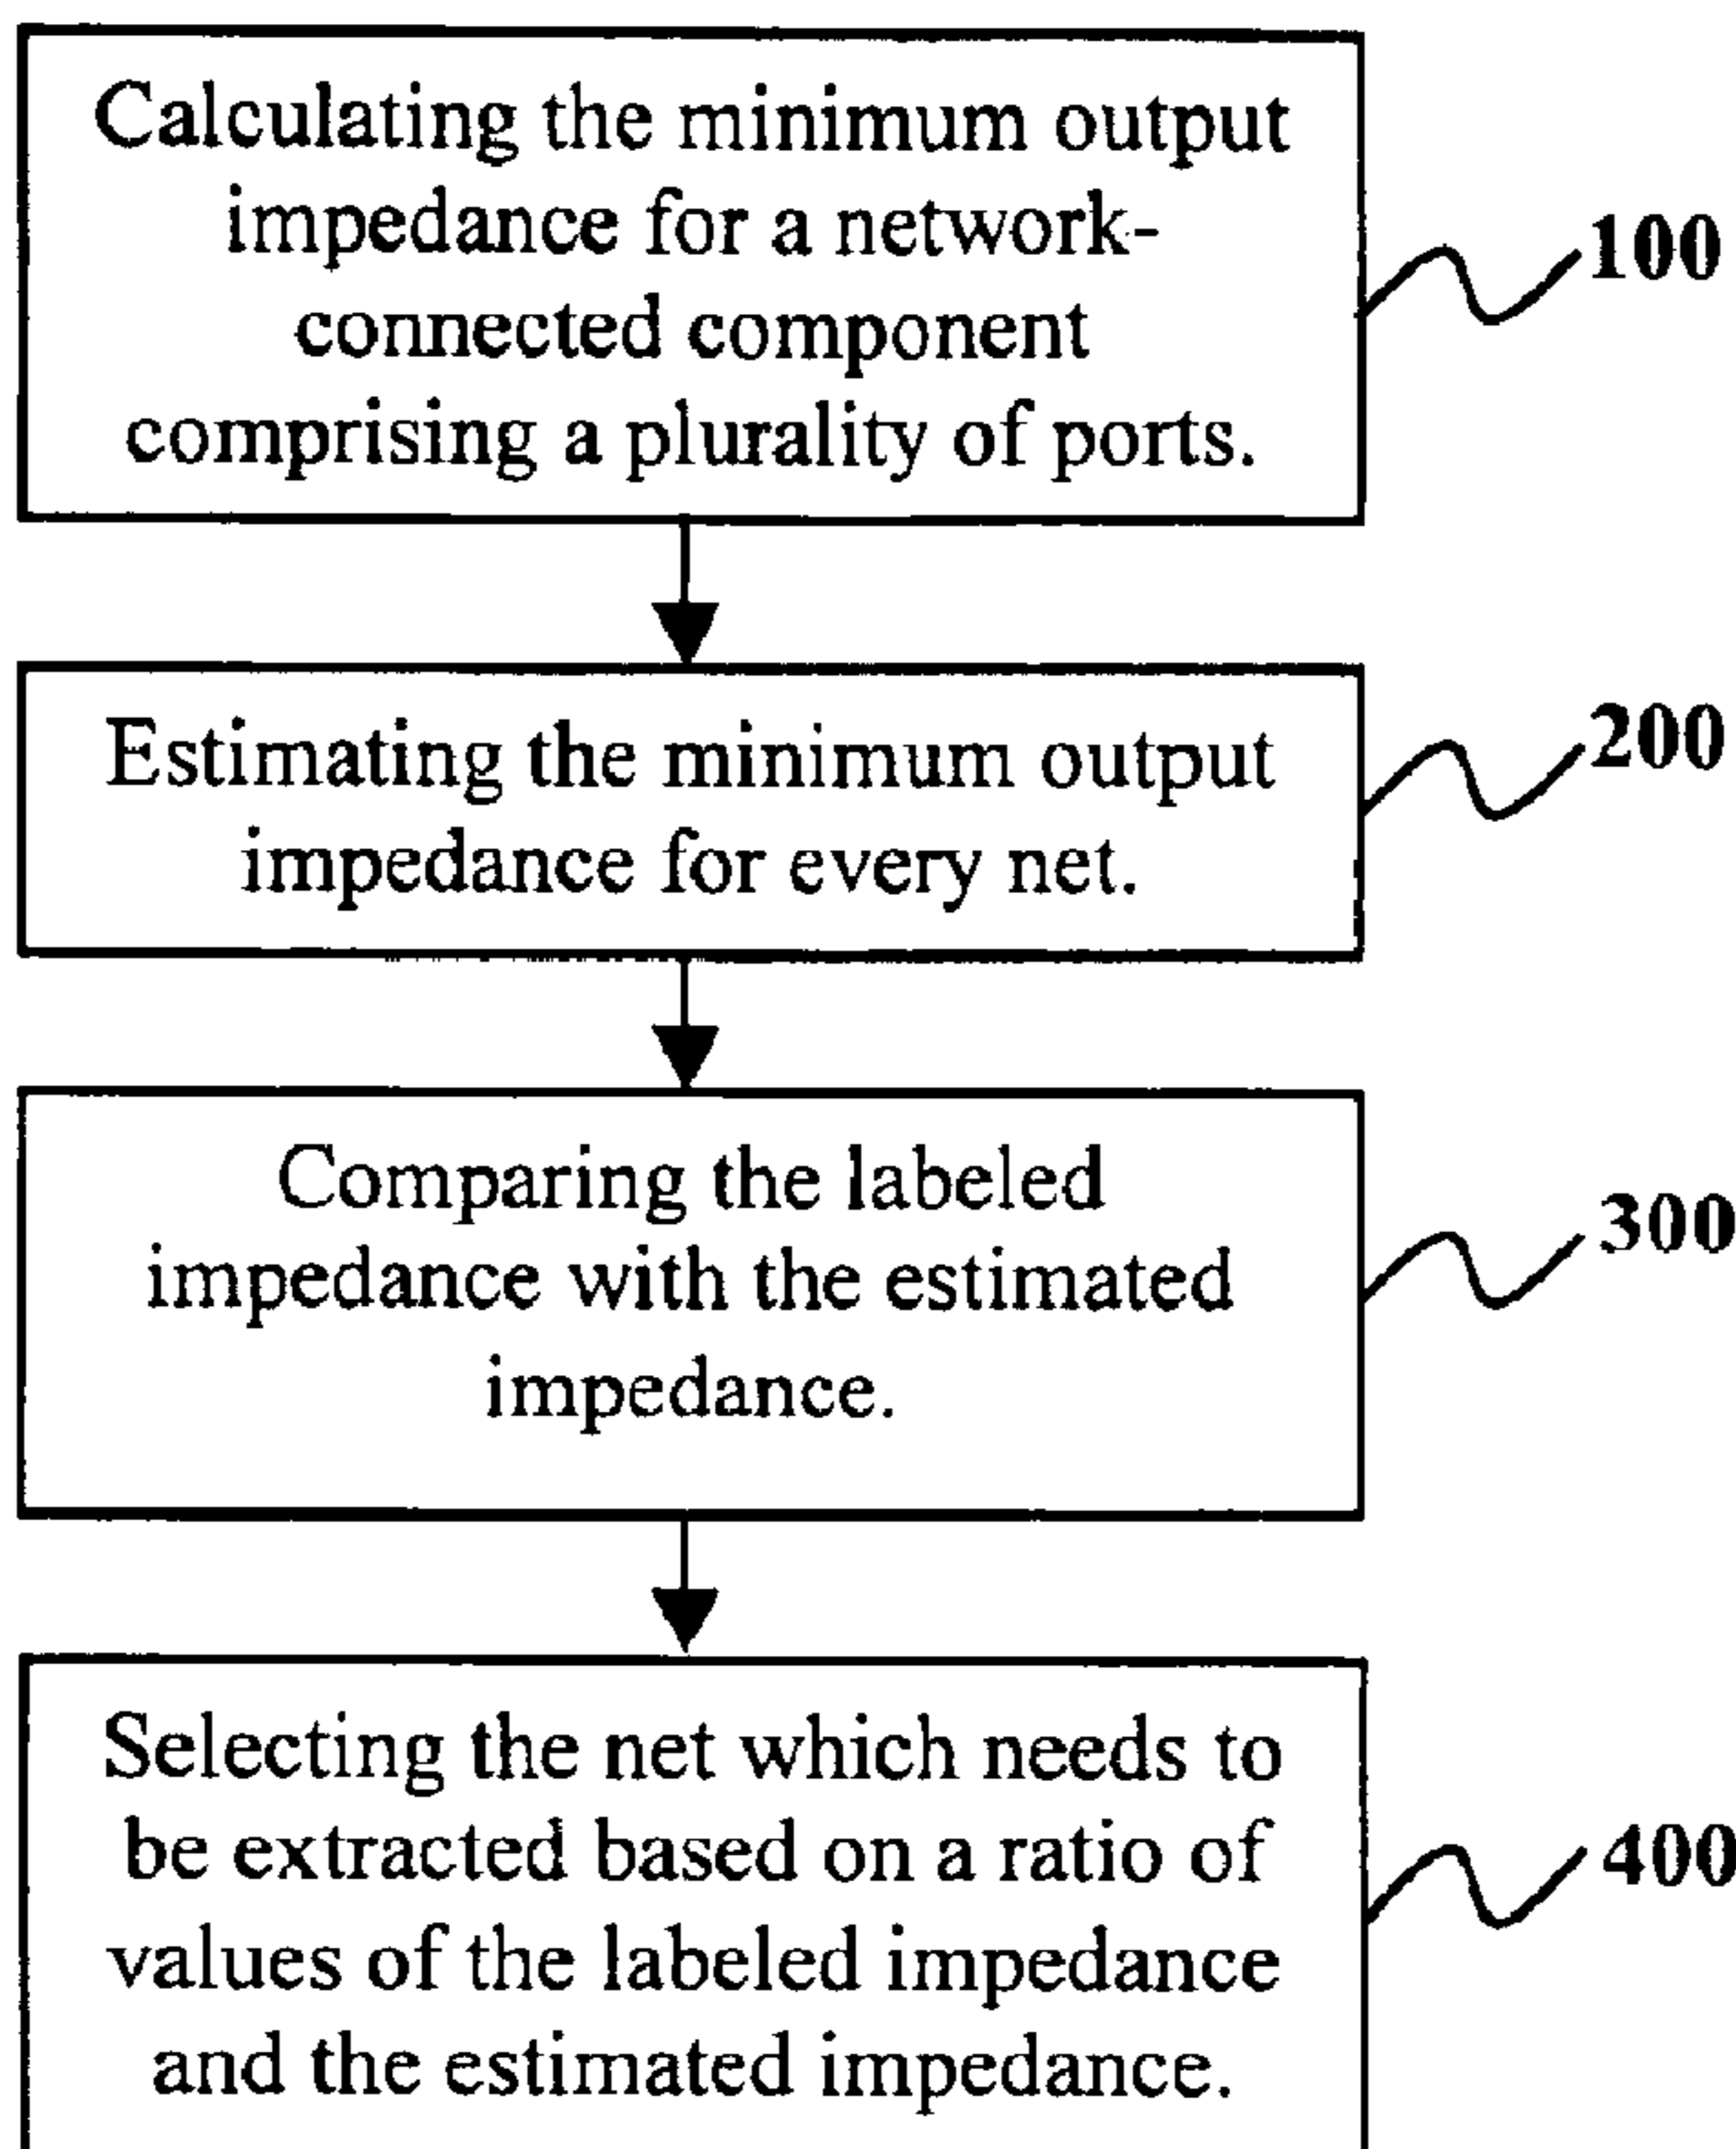 Calculating the minimum output
impedance for a network-
connected component
comprising a plurality of ports.
100
Estimating the minimum output
impedance for every net.
200
Comparing the labeled
impedance with the estimated
impedance.
300
Selecting the net which needs to
be extracted based on a ratio of
values of the labeled impedance
and the estimated impedance.
400